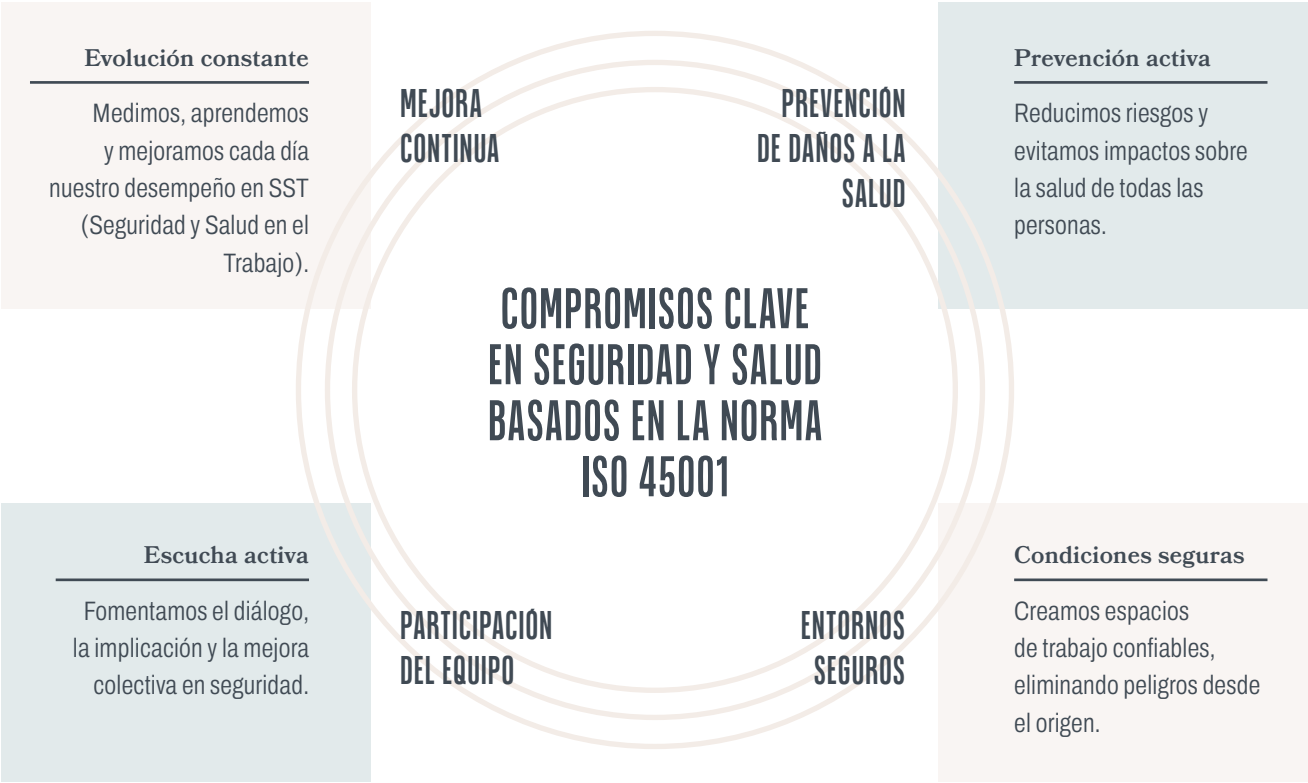 Evolución constante
Medimos, aprendemos
y mejoramos cada día
nuestro desempeño en SST
(Seguridad y Salud en el
Trabajo).
MEJORA
CONTINUA
PREVENCIÓN
DE DAÑOS A LA
SALUD
Prevención activa
Reducimos riesgos y
evitamos impactos sobre
la salud de todas las
personas.
COMPROMISOS CLAVE
EN SEGURIDAD Y SALUD
BASADOS EN LA NORMA
ISO 45001
Escucha activa
Fomentamos el diálogo,
la implicación y la mejora
colectiva en seguridad.
PARTICIPACIÓN
DEL EQUIPO
ENTORNOS
SEGUROS
Condiciones seguras
Creamos espacios
de trabajo confiables,
eliminando peligros desde
el origen.